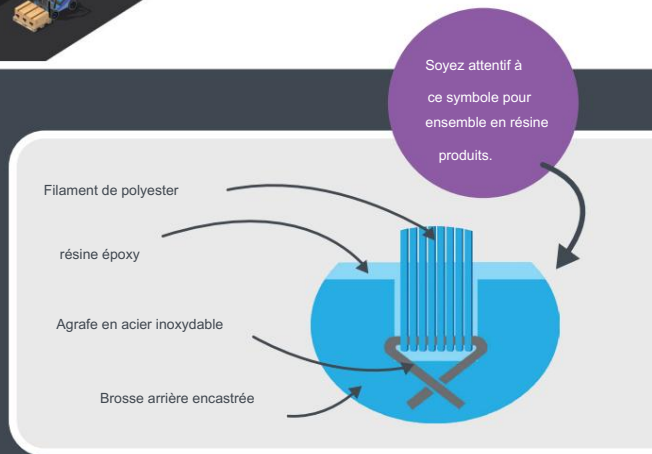 Soyez attentif à
ce symbole pour
ensemble en résine
produits.
Filament de polyester
résine époxy
Agrafe en acier inoxydable
Brosse arrière encastrée